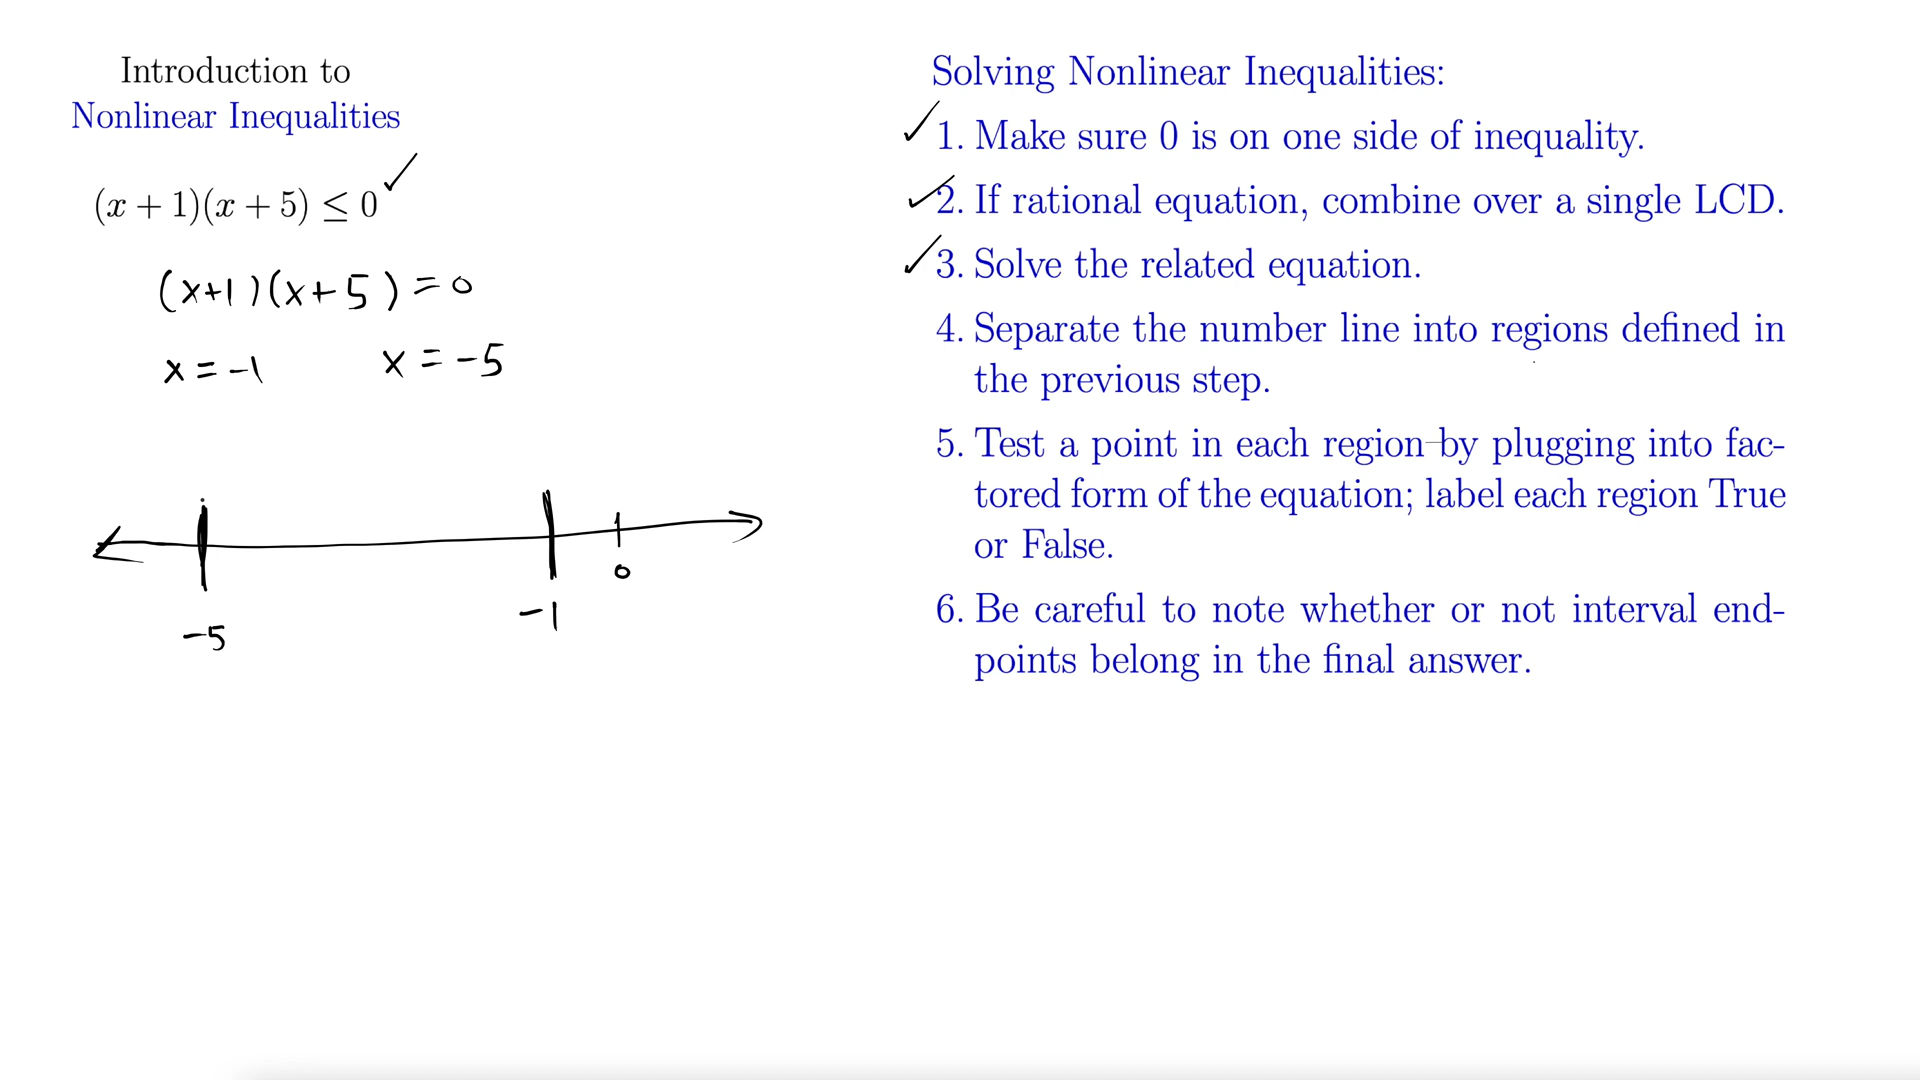 Introduction to
Nonlinear Inequalities
(x + 1)(x + 5) ≤ 0 ✓
(x+1)(x+5) = 0
x = -1 x = -5
-5 -1 0
Solving Nonlinear Inequalities:
✓ 1. Make sure 0 is on one side of inequality.
✓ 2. If rational equation, combine over a single LCD.
✓ 3. Solve the related equation.
4. Separate the number line into regions defined in
the previous step.
5. Test a point in each region by plugging into fac-
tored form of the equation; label each region True
or False.
6. Be careful to note whether or not interval end-
points belong in the final answer.